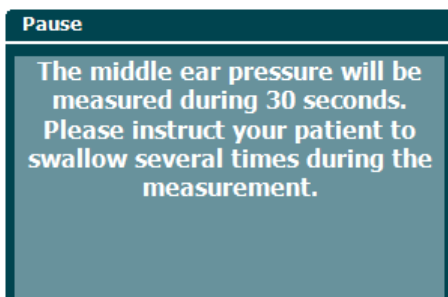 Pause
The middle ear pressure will be
measured during 30 seconds.
Please instruct your patient to
swallow several times during the
measurement.